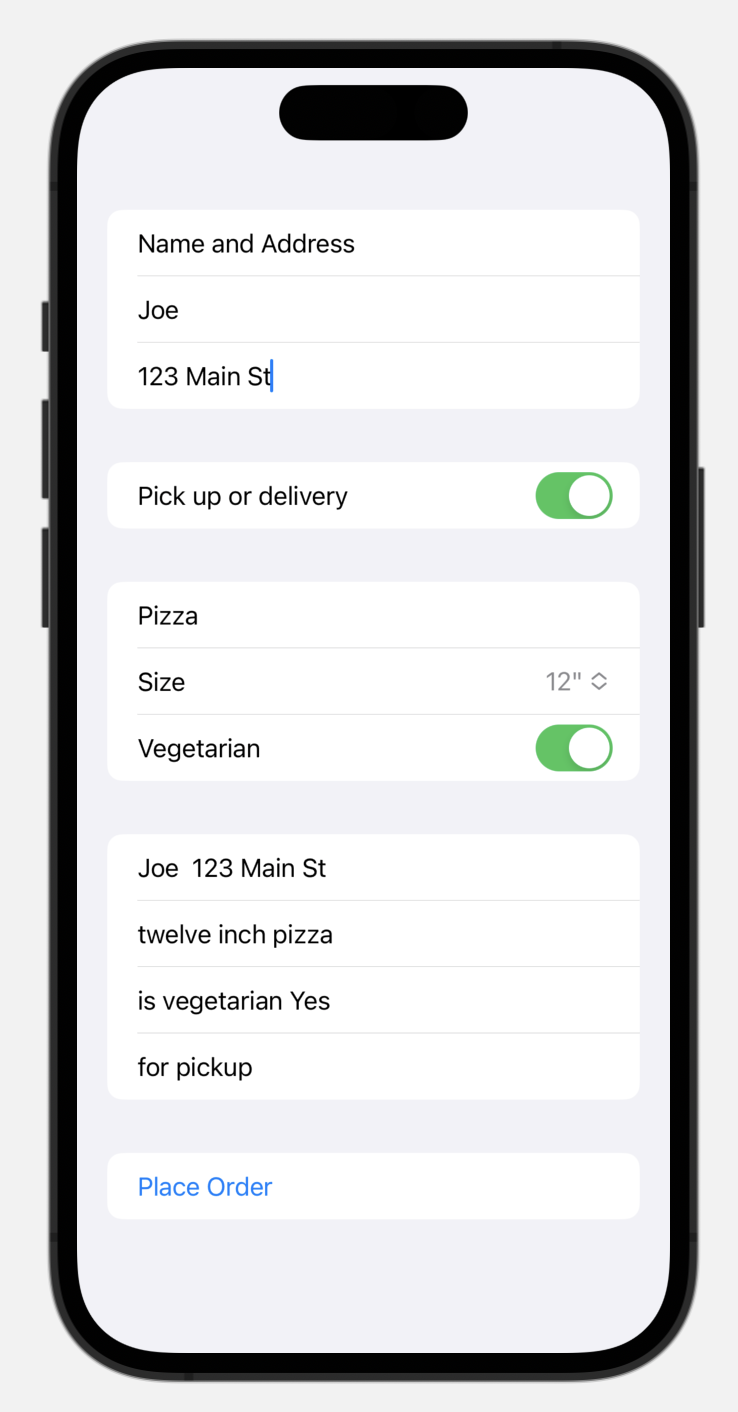 Name and Address
Joe
123 Main St
Pick up or delivery
Pizza
Size 12"
Vegetarian
Joe  123 Main St
twelve inch pizza
is vegetarian Yes
for pickup
Place Order